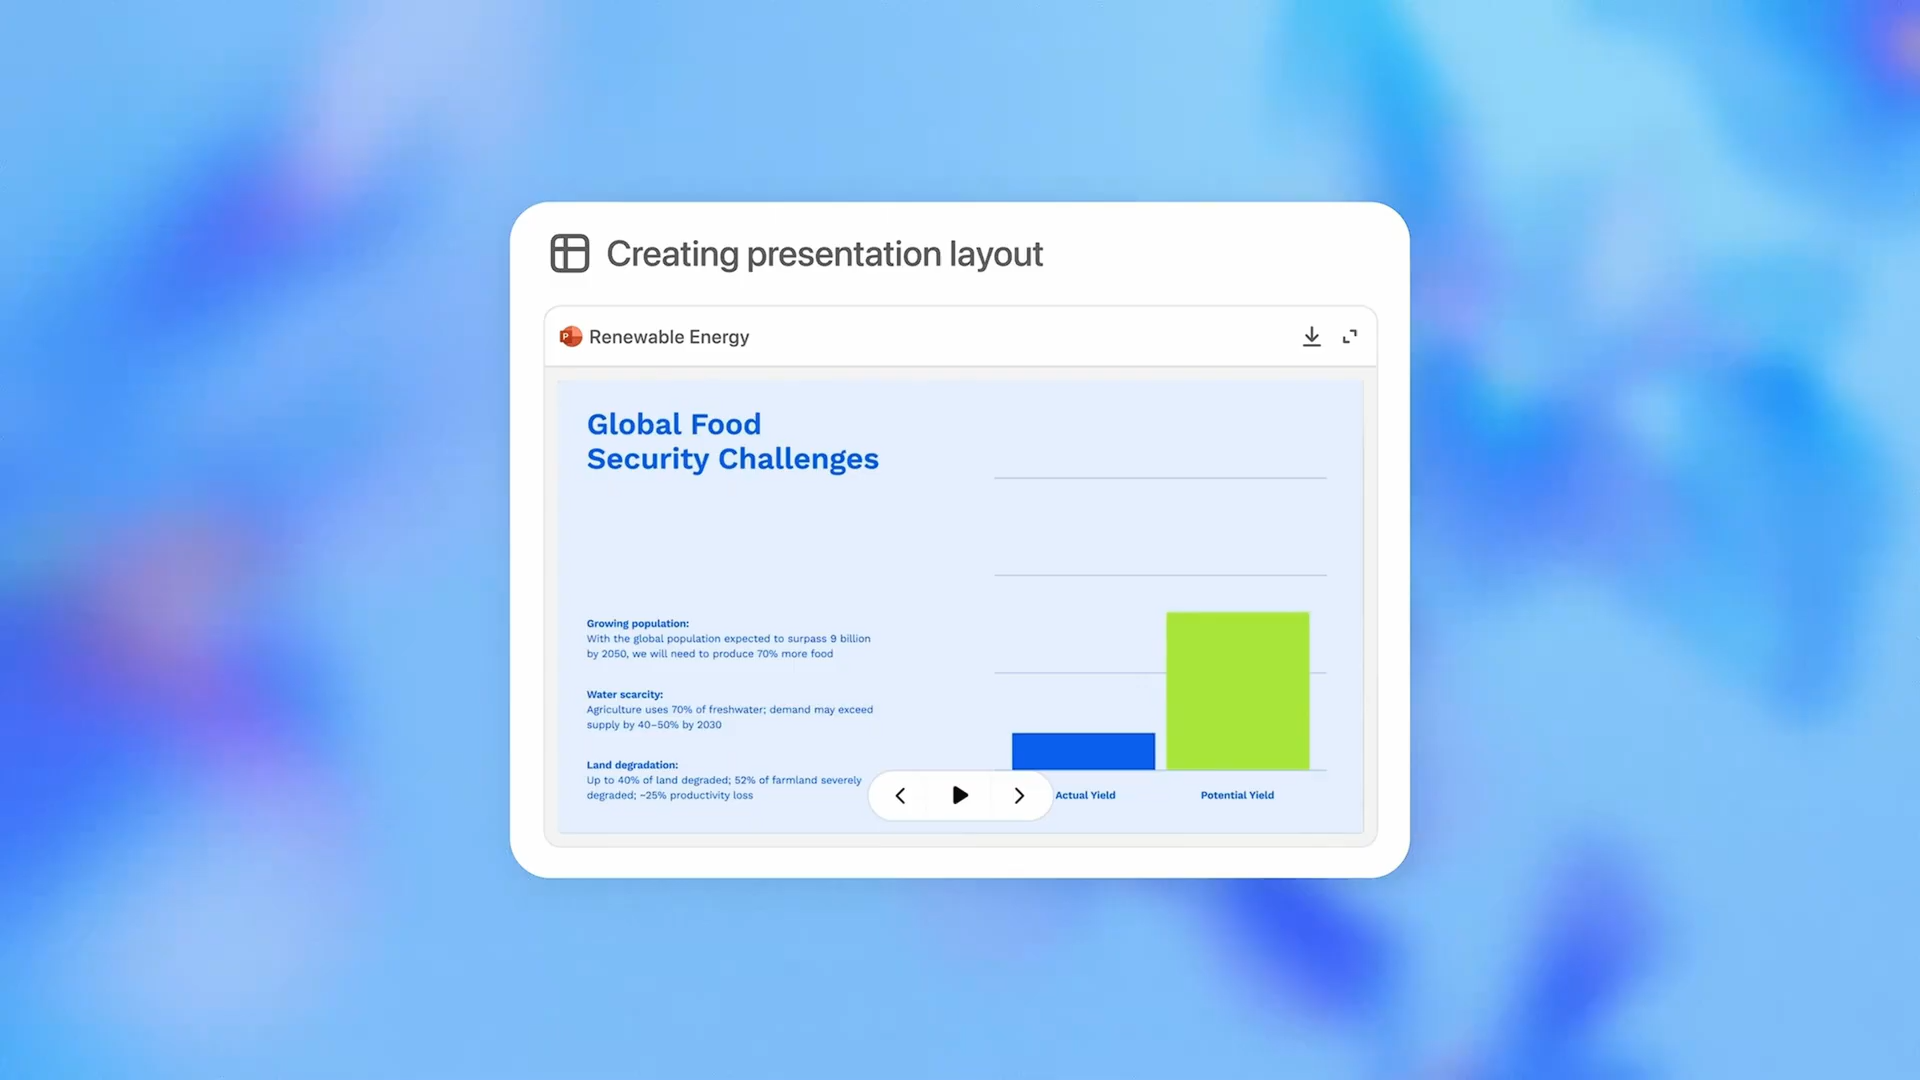 Creating presentation layout
Renewable Energy
Global Food
Security Challenges
Growing population:
With the global population expected to surpass 9 billion
by 2050, we will need to produce 70% more food
Water scarcity:
Agriculture uses 70% of freshwater; demand may exceed
supply by 40–50% by 2030
Land degradation:
Up to 40% of land degraded; 52% of farmland severely
degraded; ~25% productivity loss
Actual Yield
Potential Yield